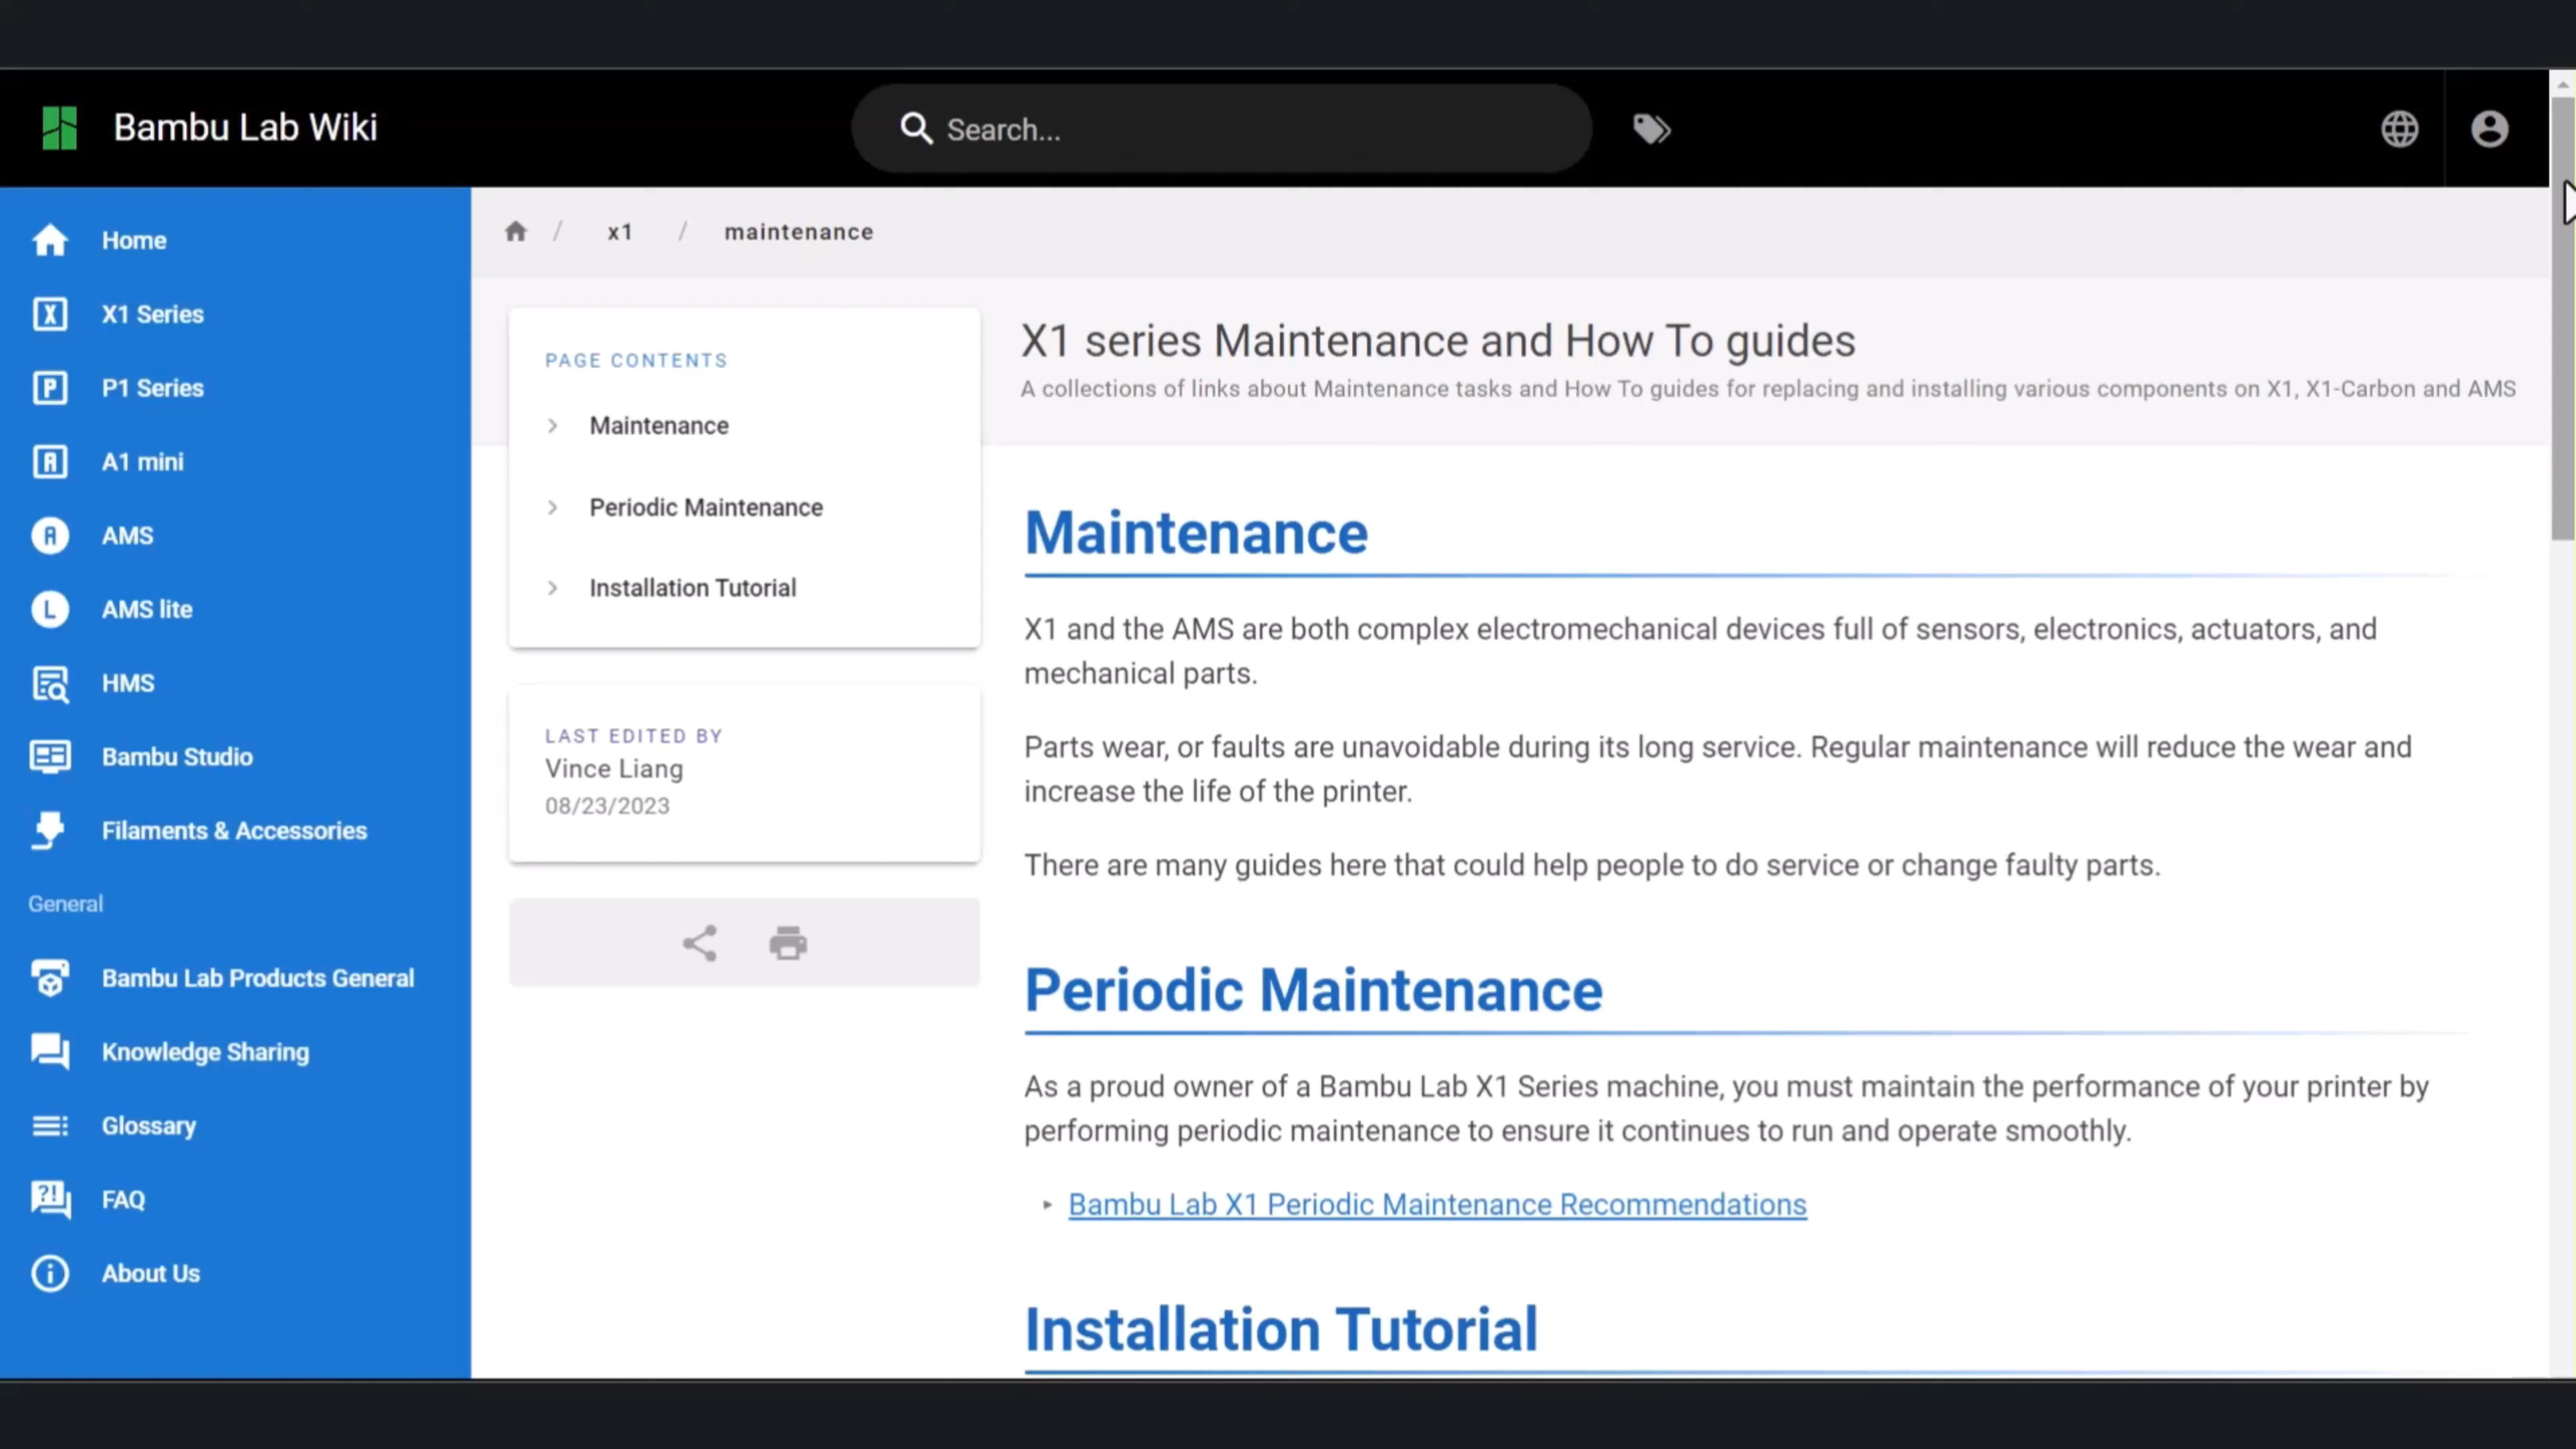 Bambu Lab Wiki
Search...
Home
X1 Series
P1 Series
A1 mini
AMS
AMS lite
HMS
Bambu Studio
Filaments & Accessories
General
Bambu Lab Products General
Knowledge Sharing
Glossary
FAQ
About Us
/ x1 / maintenance
PAGE CONTENTS
Maintenance
Periodic Maintenance
Installation Tutorial
LAST EDITED BY
Vince Liang
08/23/2023
X1 series Maintenance and How To guides
A collections of links about Maintenance tasks and How To guides for replacing and installing various components on X1, X1-Carbon and AMS
Maintenance
X1 and the AMS are both complex electromechanical devices full of sensors, electronics, actuators, and
mechanical parts.
Parts wear, or faults are unavoidable during its long service. Regular maintenance will reduce the wear and
increase the life of the printer.
There are many guides here that could help people to do service or change faulty parts.
Periodic Maintenance
As a proud owner of a Bambu Lab X1 Series machine, you must maintain the performance of your printer by
performing periodic maintenance to ensure it continues to run and operate smoothly.
Bambu Lab X1 Periodic Maintenance Recommendations
Installation Tutorial